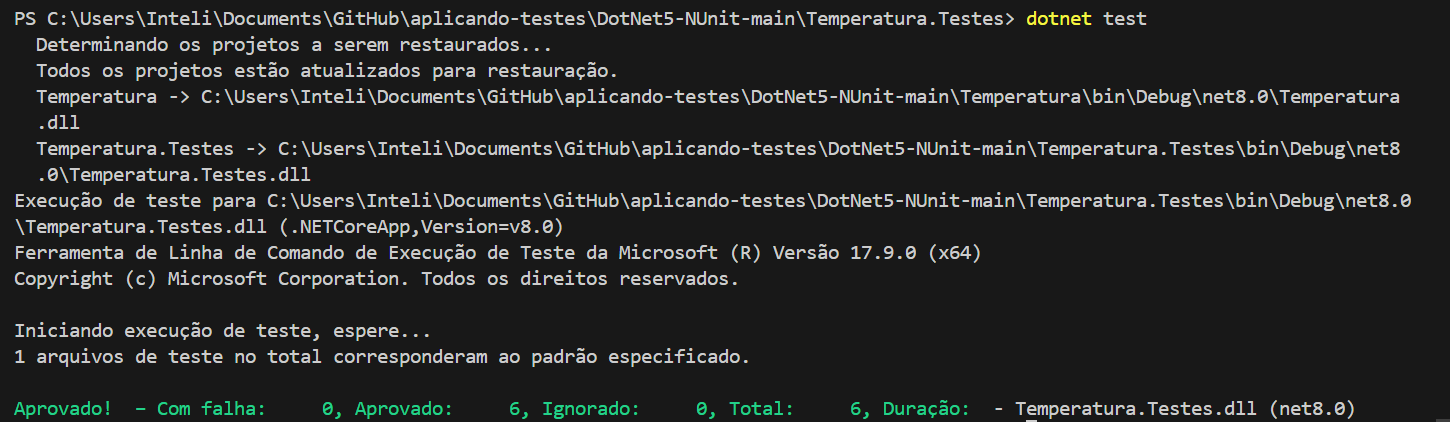 PS C:\Users\Inteli\Documents\GitHub\aplicando-testes\DotNet5-NUnit-main\Temperatura.Testes> dotnet test
Determinando os projetos a serem restaurados...
Todos os projetos estão atualizados para restauração.
Temperatura -> C:\Users\Inteli\Documents\GitHub\aplicando-testes\DotNet5-NUnit-main\Temperatura\bin\Debug\net8.0\Temperatura
.dll
Temperatura.Testes -> C:\Users\Inteli\Documents\GitHub\aplicando-testes\DotNet5-NUnit-main\Temperatura.Testes\bin\Debug\net8
.0\Temperatura.Testes.dll
Execução de teste para C:\Users\Inteli\Documents\GitHub\aplicando-testes\DotNet5-NUnit-main\Temperatura.Testes\bin\Debug\net8.0
\Temperatura.Testes.dll (.NETCoreApp,Version=v8.0)
Ferramenta de Linha de Comando de Execução de Teste da Microsoft (R) Versão 17.9.0 (x64)
Copyright (c) Microsoft Corporation. Todos os direitos reservados.
Iniciando execução de teste, espere...
1 arquivos de teste no total corresponderam ao padrão especificado.
Aprovado!  – Com falha:     0, Aprovado:     6, Ignorado:     0, Total:     6, Duração:  - Temperatura.Testes.dll (net8.0)